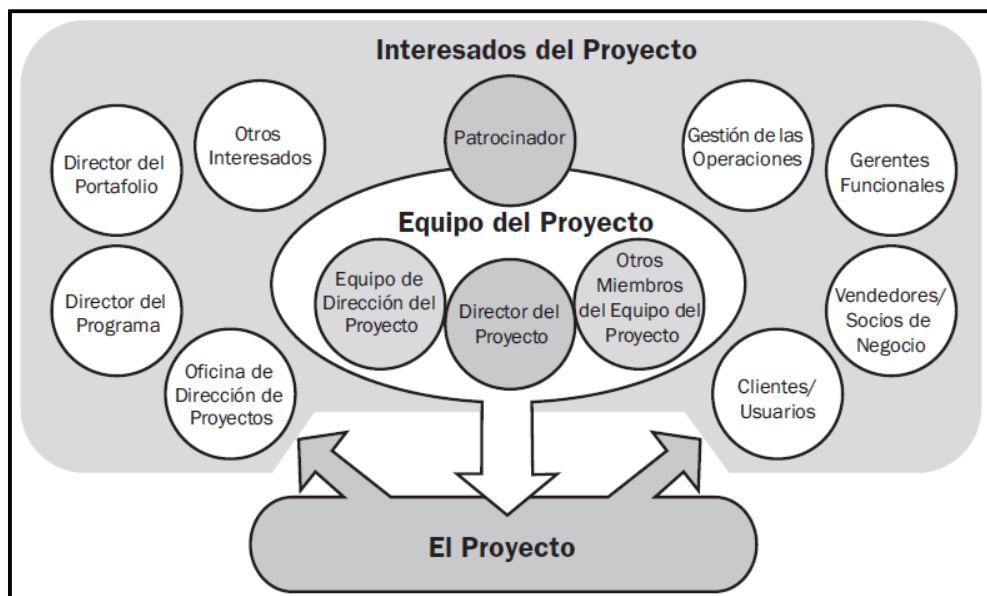 Interesados del Proyecto
Director del
Portafolio
Otros
Interesados
Patrocinador
Gestión de las
Operaciones
Gerentes
Funcionales
Equipo del Proyecto
Director del
Programa
Equipo de
Dirección del
Proyecto
Director del
Proyecto
Otros
Miembros
del Equipo del
Proyecto
Vendedores/
Socios de
Negocio
Oficina de
Dirección de
Proyectos
Clientes/
Usuarios
El Proyecto